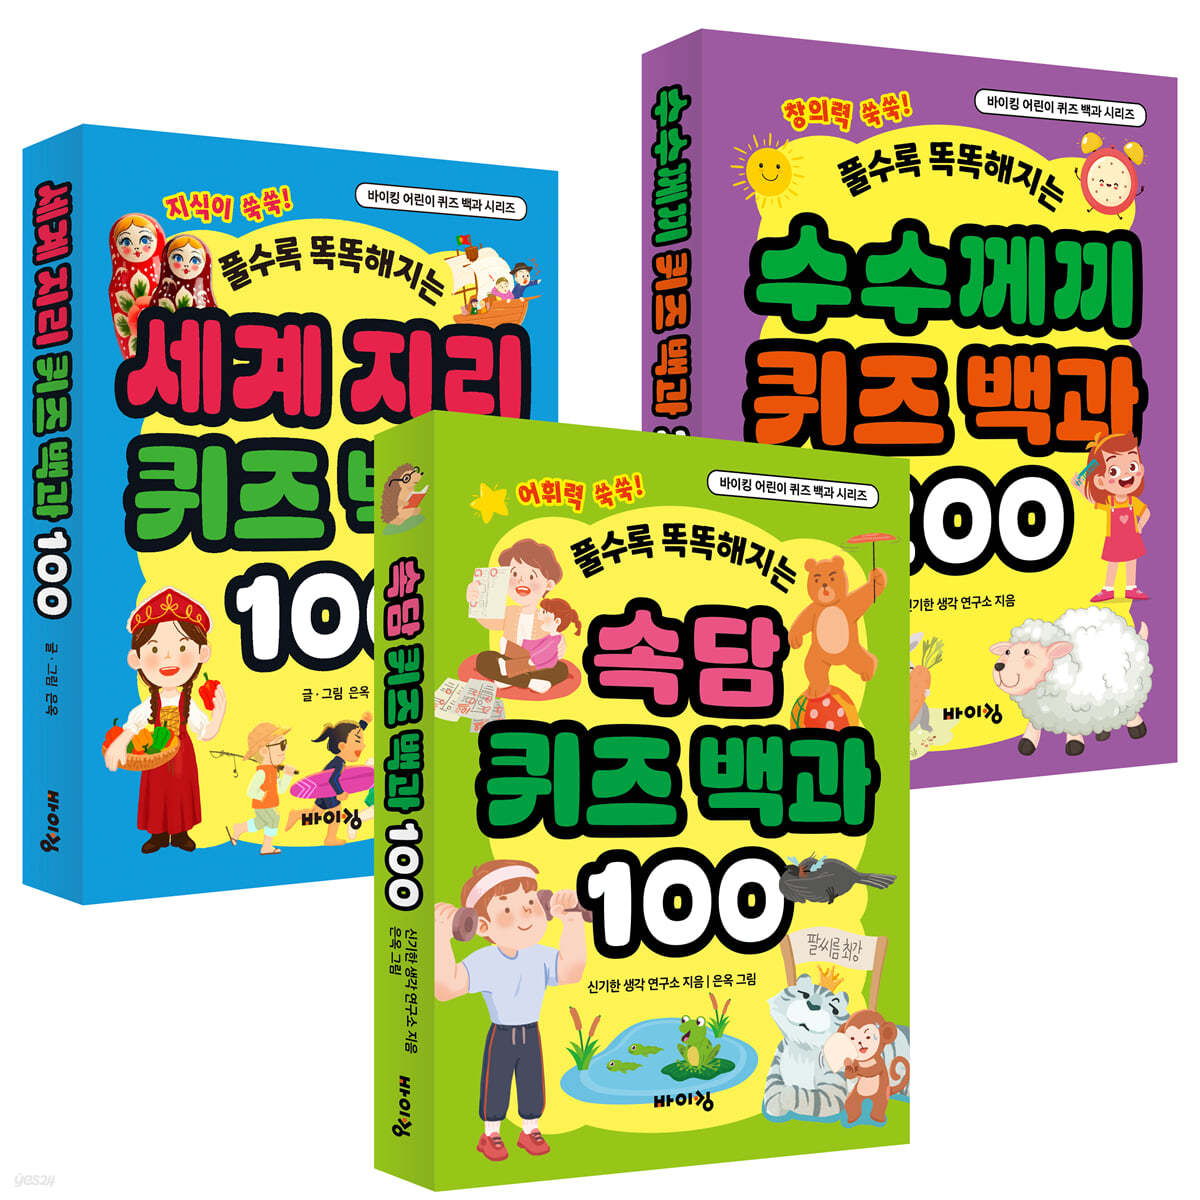 세계 지리 퀴즈 백과 100
글·그림 은옥
바이킹
지식이 쑥쑥!
바이킹 어린이 퀴즈 백과 시리즈
풀수록 똑똑해지는
세계 지리
퀴즈
글·그림 은옥
바이킹
수수께끼 퀴즈 백과
창의력 쑥쑥!
바이킹 어린이 퀴즈 백과 시리즈
풀수록 똑똑해지는
수수께끼
퀴즈 백과
생각 연구소 지음
바이킹
속담 퀴즈 백과 100
신기한 생각 연구소 지음
은옥 그림
바이킹
어휘력 쑥쑥!
바이킹 어린이 퀴즈 백과 시리즈
풀수록 똑똑해지는
속담
퀴즈 백과
100
신기한 생각 연구소 지음 | 은옥 그림
팔씨름 최강
바이킹
yes24